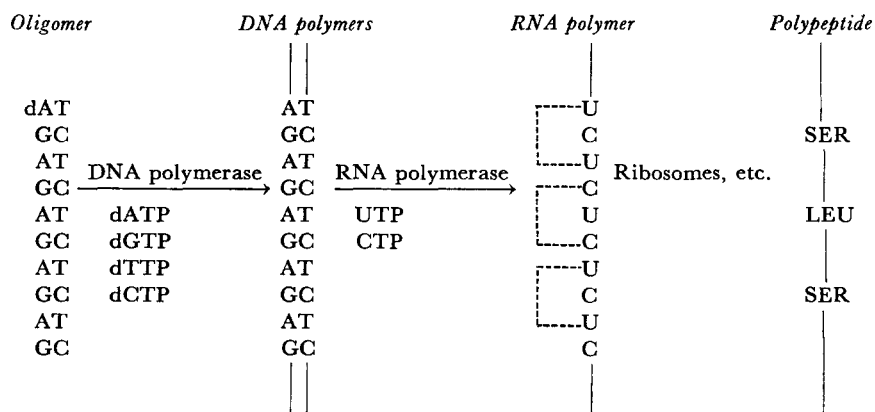 Oligomer DNA polymers RNA polymer Polypeptide
dAT AT U
GC GC C SER
AT DNA polymerase AT RNA polymerase U Ribosomes, etc.
GC GC C
AT dATP AT UTP U LEU
GC dGTP GC CTP C
AT dTTP AT U
GC dCTP GC C SER
AT AT U
GC GC C